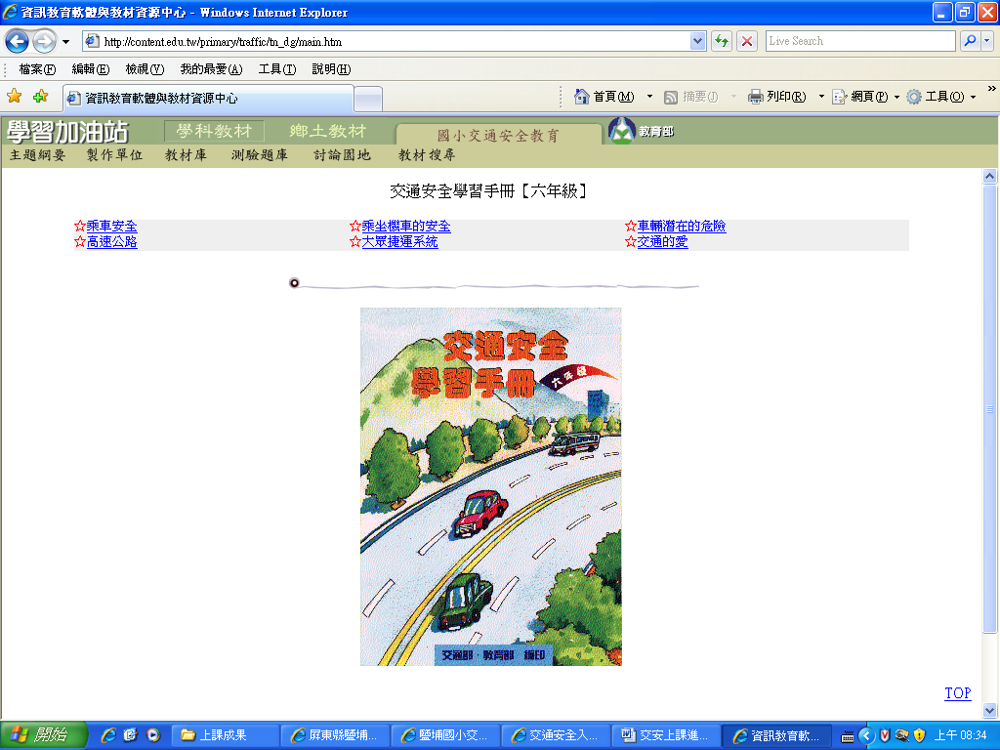 資訊教育軟體與教材資源中心 - Windows Internet Explorer
http://content.edu.tw/primary/traffic/tn_dg/main.htm
Live Search
檔案(F) 編輯(E) 檢視(V) 我的最愛(A) 工具(T) 說明(H)
資訊教育軟體與教材資源中心
首頁(M) 摘要(J) 列印(R) 網頁(P) 工具(O) »
學習加油站 學科教材 鄉土教材 國小交通安全教育 教育部
主題綱要 製作單位 教材庫 測驗題庫 討論園地 教材搜尋
交通安全學習手冊【六年級】
☆乘車安全 ☆乘坐機車的安全 ☆車輛潛在的危險
☆高速公路 ☆大眾捷運系統 ☆交通的愛
交通安全
學習手冊 六年級
交通部·教育部 編印
TOP
開始 上課成果 屏東縣鹽埔... 鹽埔國小交... 交通安全入... 交安上課進... 資訊教育軟... 上午 08:34